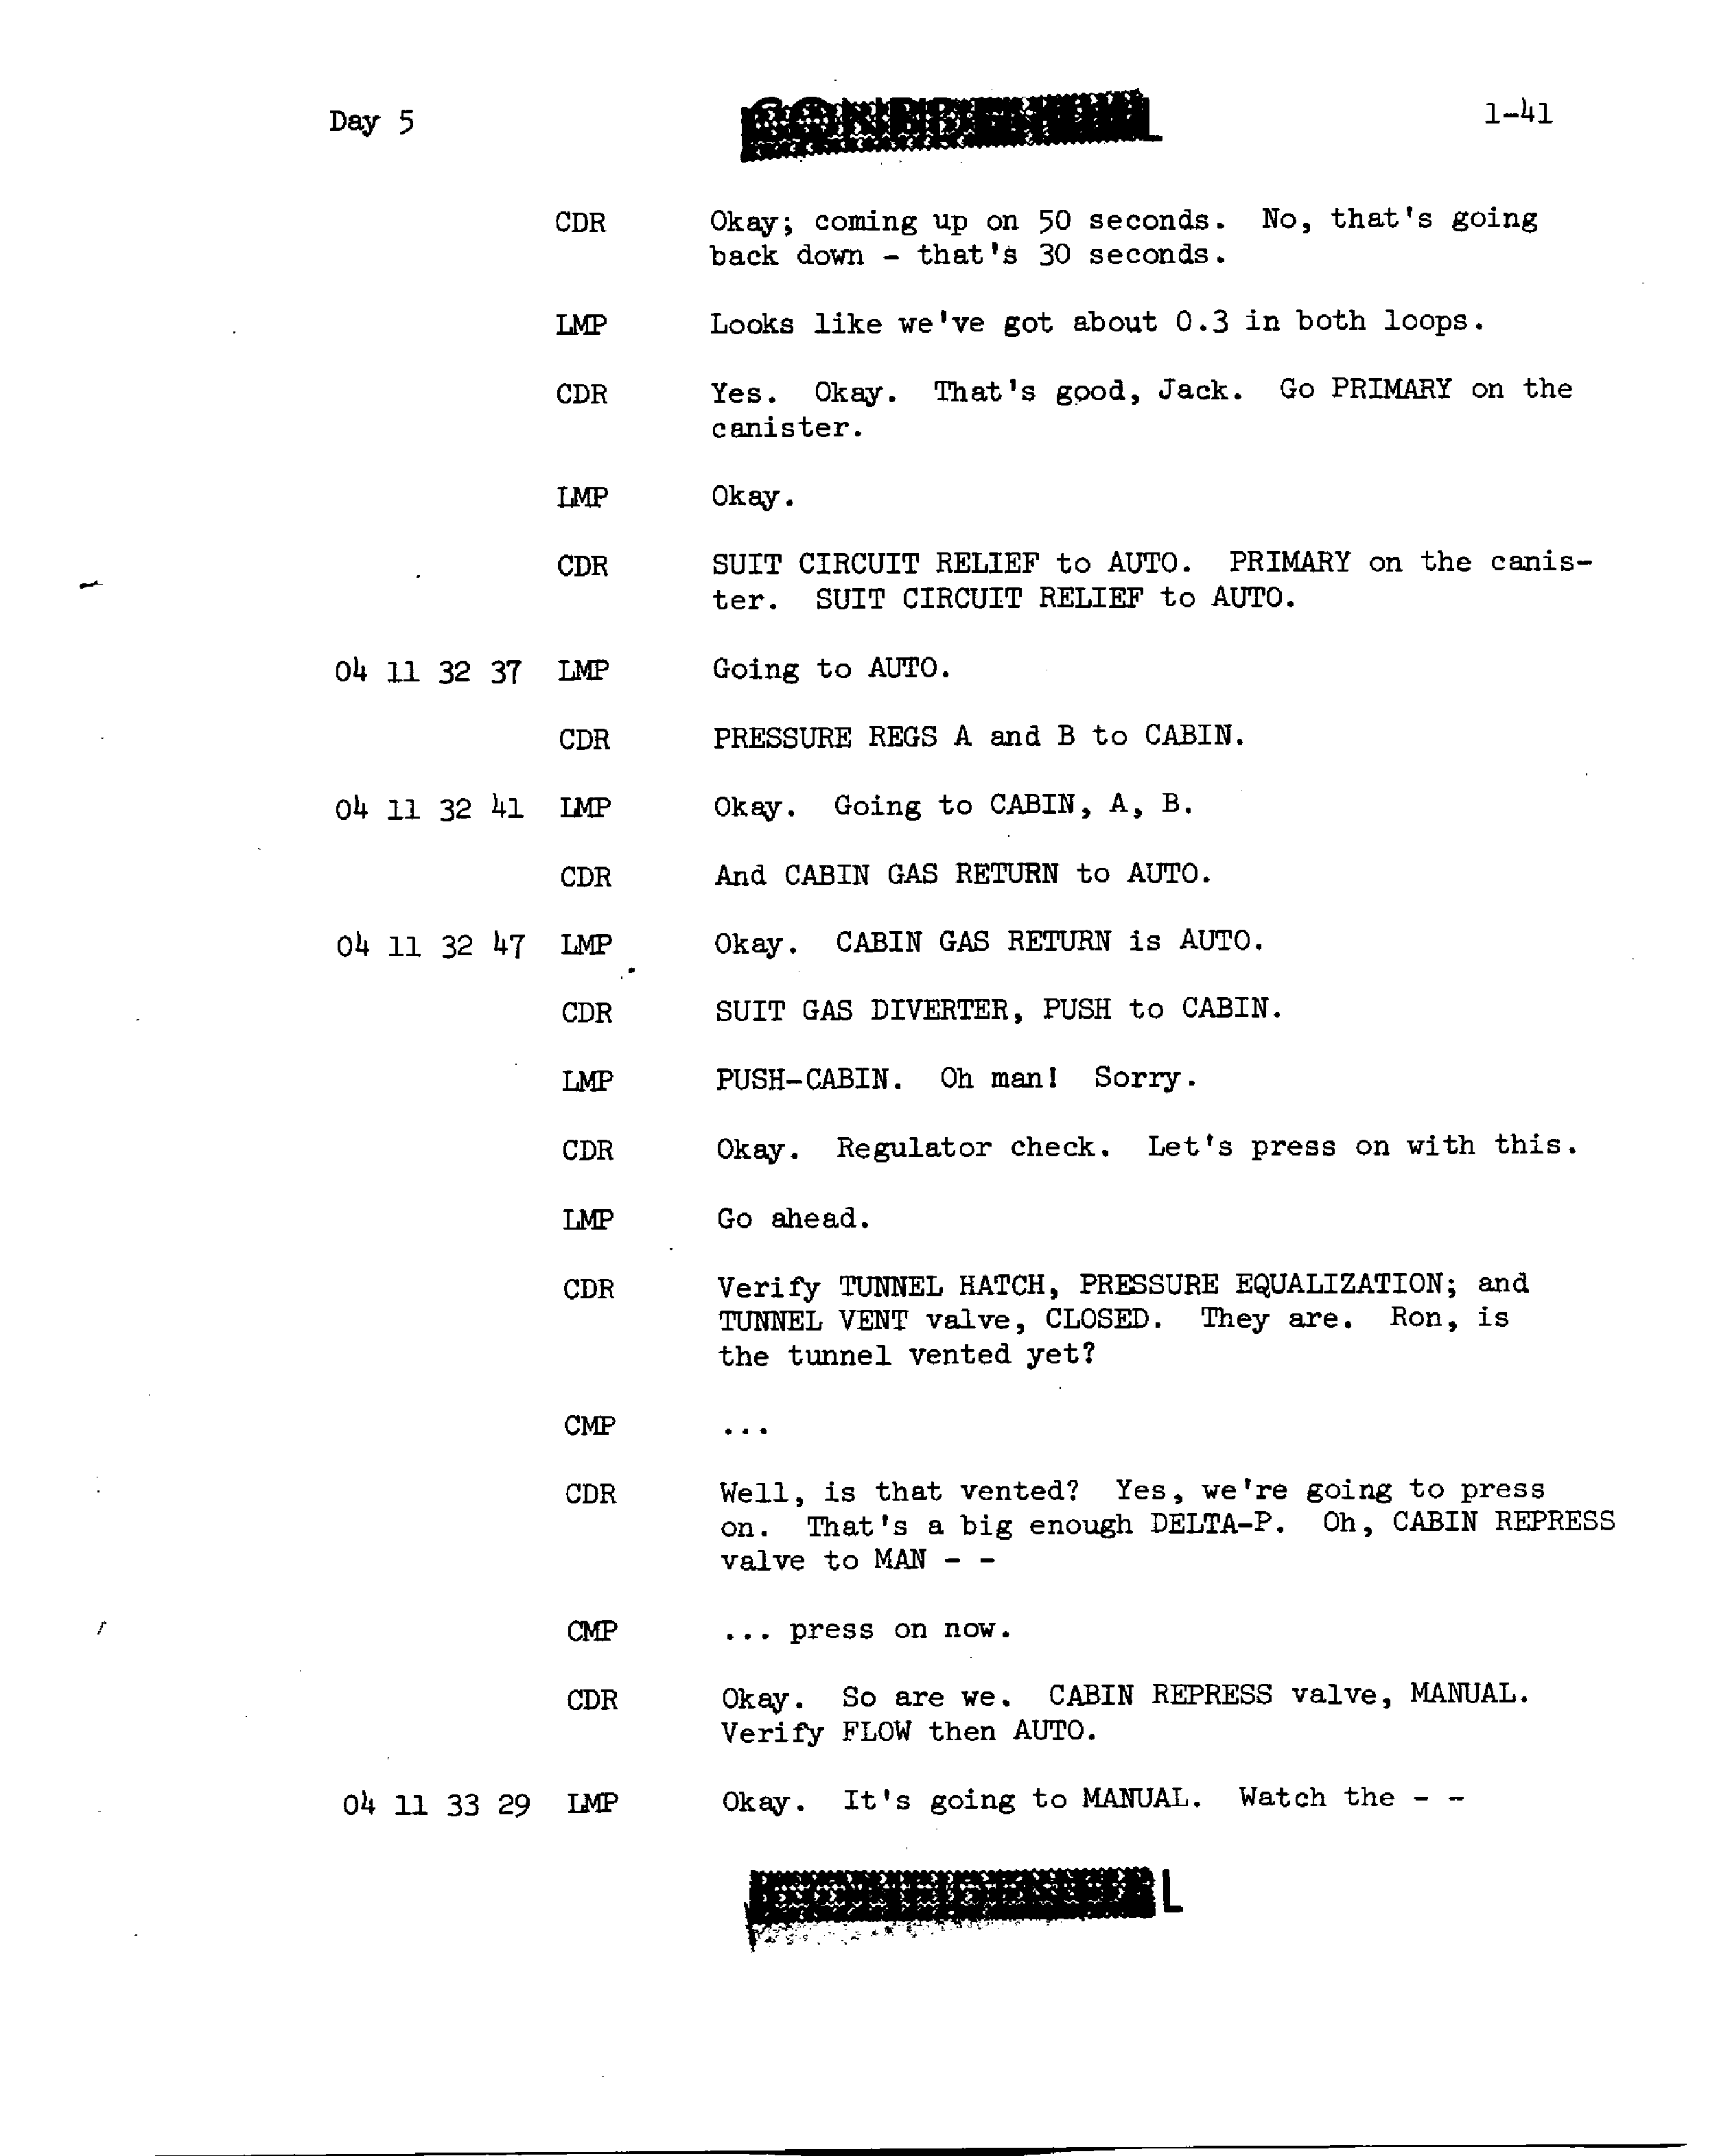 Day 5
CONFIDENTIAL
1-41
CDR Okay; coming up on 50 seconds. No, that's going
back down - that's 30 seconds.
LMP Looks like we've got about 0.3 in both loops.
CDR Yes. Okay. That's good, Jack. Go PRIMARY on the
canister.
LMP Okay.
CDR SUIT CIRCUIT RELIEF to AUTO. PRIMARY on the canis-
ter. SUIT CIRCUIT RELIEF to AUTO.
04 11 32 37 LMP Going to AUTO.
CDR PRESSURE REGS A and B to CABIN.
04 11 32 41 LMP Okay. Going to CABIN, A, B.
CDR And CABIN GAS RETURN to AUTO.
04 11 32 47 LMP Okay. CABIN GAS RETURN is AUTO.
CDR SUIT GAS DIVERTER, PUSH to CABIN.
LMP PUSH-CABIN. Oh man! Sorry.
CDR Okay. Regulator check. Let's press on with this.
LMP Go ahead.
CDR Verify TUNNEL HATCH, PRESSURE EQUALIZATION; and
TUNNEL VENT valve, CLOSED. They are. Ron, is
the tunnel vented yet?
CMP ...
CDR Well, is that vented? Yes, we're going to press
on. That's a big enough DELTA-P. Oh, CABIN REPRESS
valve to MAN - -
CMP ... press on now.
CDR Okay. So are we. CABIN REPRESS valve, MANUAL.
Verify FLOW then AUTO.
04 11 33 29 LMP Okay. It's going to MANUAL. Watch the - -
CONFIDENTIAL